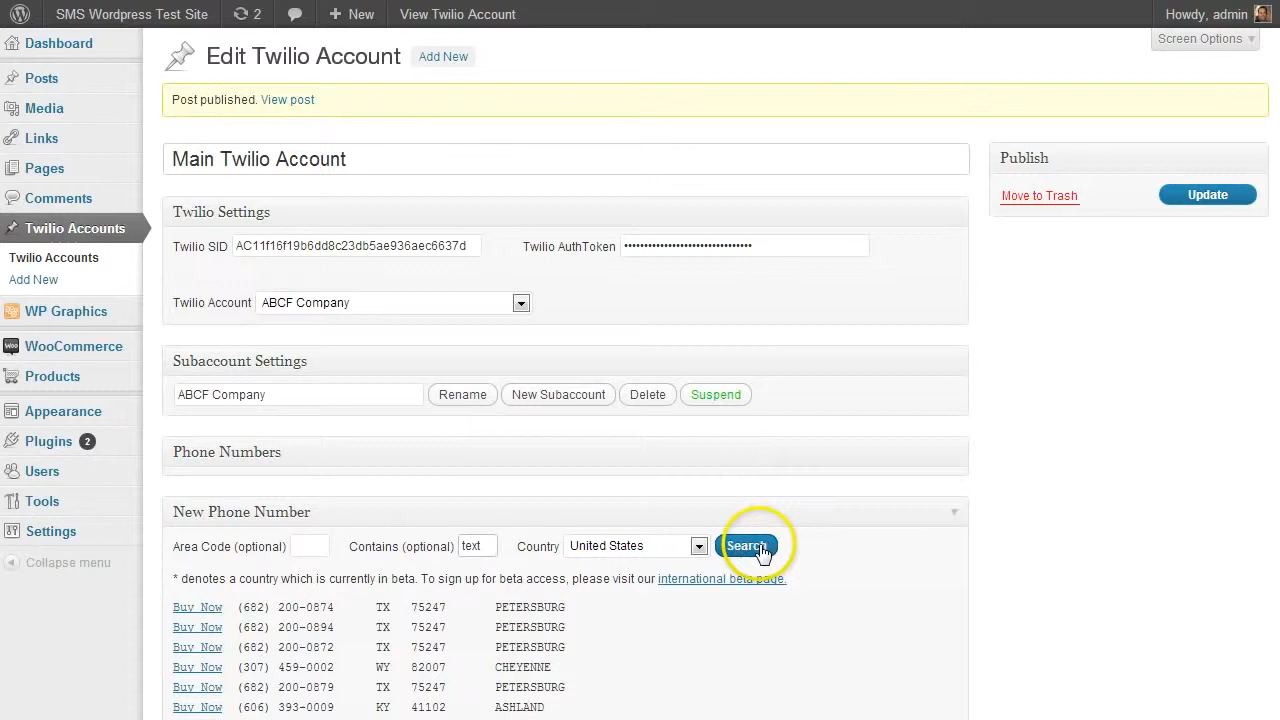 SMS Wordpress Test Site 2 New View Twilio Account Howdy, admin
Screen Options
Dashboard
Posts
Media
Links
Pages
Comments
Twilio Accounts
Twilio Accounts
Add New
WP Graphics
WooCommerce
Products
Appearance
Plugins 2
Users
Tools
Settings
Collapse menu
Edit Twilio Account Add New
Post published. View post
Main Twilio Account
Twilio Settings
Twilio SID AC11f16f19b6dd8c23db5ae936aec6637d Twilio AuthToken ••••••••••••••••••••••••••••••••
Twilio Account ABCF Company
Subaccount Settings
ABCF Company Rename New Subaccount Delete Suspend
Phone Numbers
New Phone Number
Area Code (optional) Contains (optional) text Country United States Search
* denotes a country which is currently in beta. To sign up for beta access, please visit our international beta page.
Buy Now (682) 200-0874 TX 75247 PETERSBURG
Buy Now (682) 200-0894 TX 75247 PETERSBURG
Buy Now (682) 200-0872 TX 75247 PETERSBURG
Buy Now (307) 459-0002 WY 82007 CHEYENNE
Buy Now (682) 200-0879 TX 75247 PETERSBURG
Buy Now (606) 393-0009 KY 41102 ASHLAND
Publish
Move to Trash Update